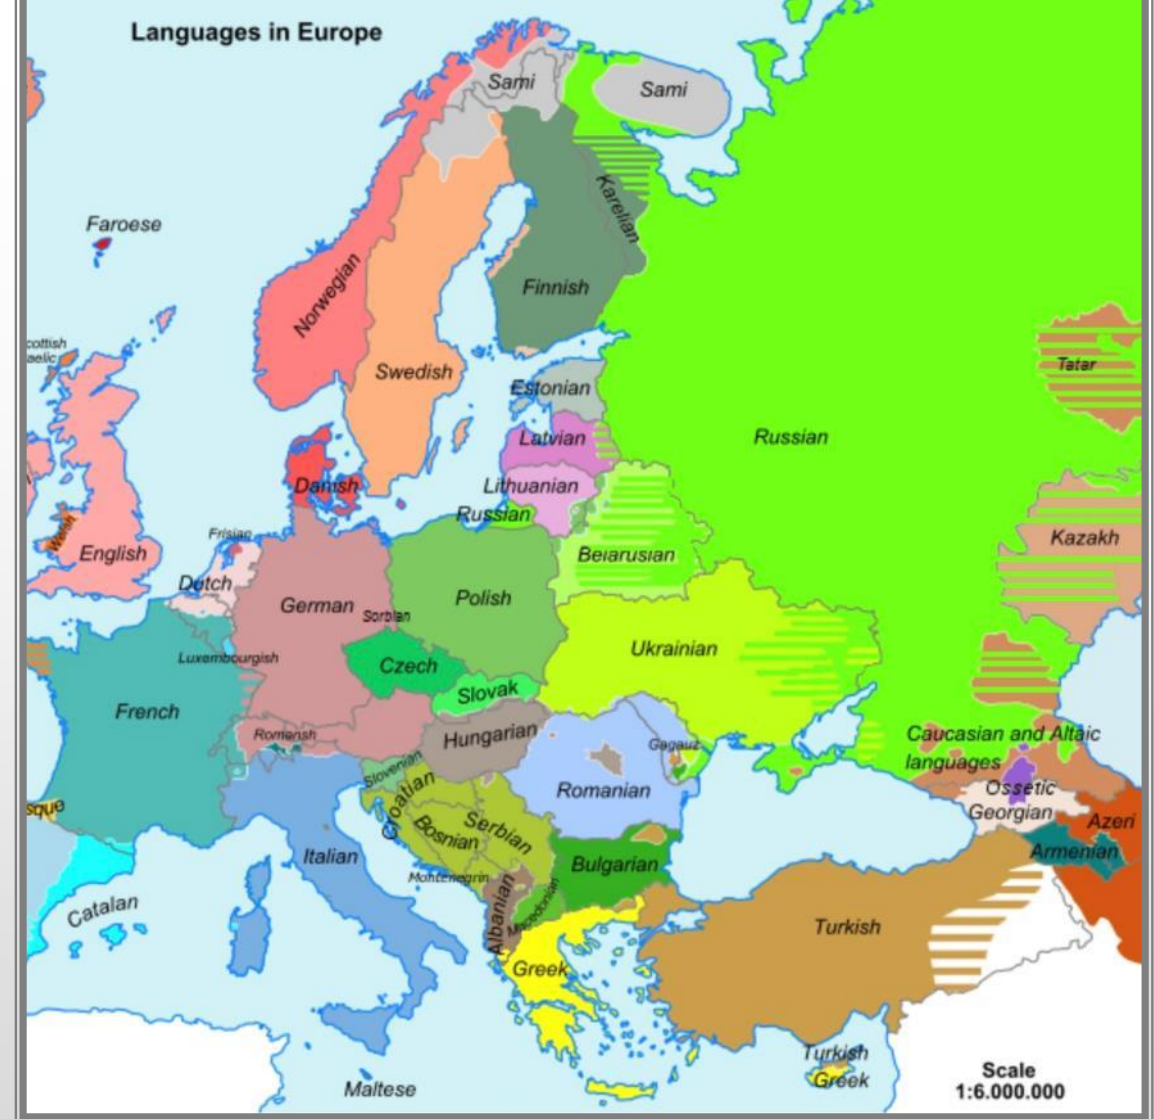 Languages in Europe
Sami
Sami
Karelian
Faroese
Norwegian
Finnish
cottish
aelic
Swedish
Tatar
Estonian
Russian
Latvian
Danish
Lithuanian
Russian
Welsh
English
Frisian
Dutch
Belarusian
Kazakh
German
Sorbian
Polish
Ukrainian
Luxembourgish
Czech
Slovak
French
Romansh
Hungarian
Gagauz
Caucasian and Altaic
languages
Slovenian
Croatian
Romanian
Ossetic
Georgian
sque
Bosnian
Serbian
Azeri
Italian
Bulgarian
Armenian
Montenegrin
Albanian
Macedonian
Catalan
Turkish
Greek
Maltese
Turkish
Greek
Scale
1:6.000.000